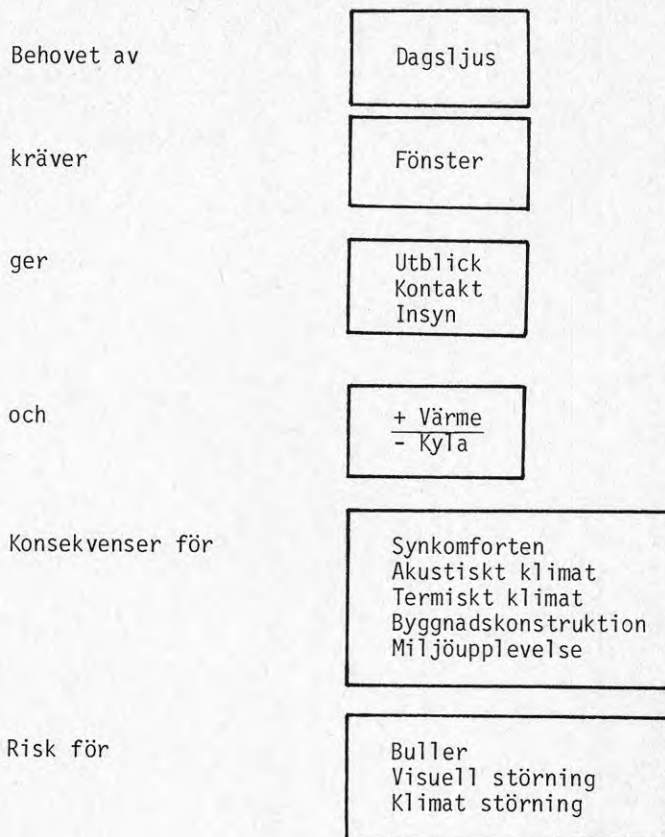 Behovet av Dagsljus
kräver Fönster
ger Utblick
Kontakt
Insyn
och + Värme
- Kyla
Konsekvenser för Synkomforten
Akustiskt klimat
Termiskt klimat
Byggnadskonstruktion
Miljöupplevelse
Risk för Buller
Visuell störning
Klimat störning